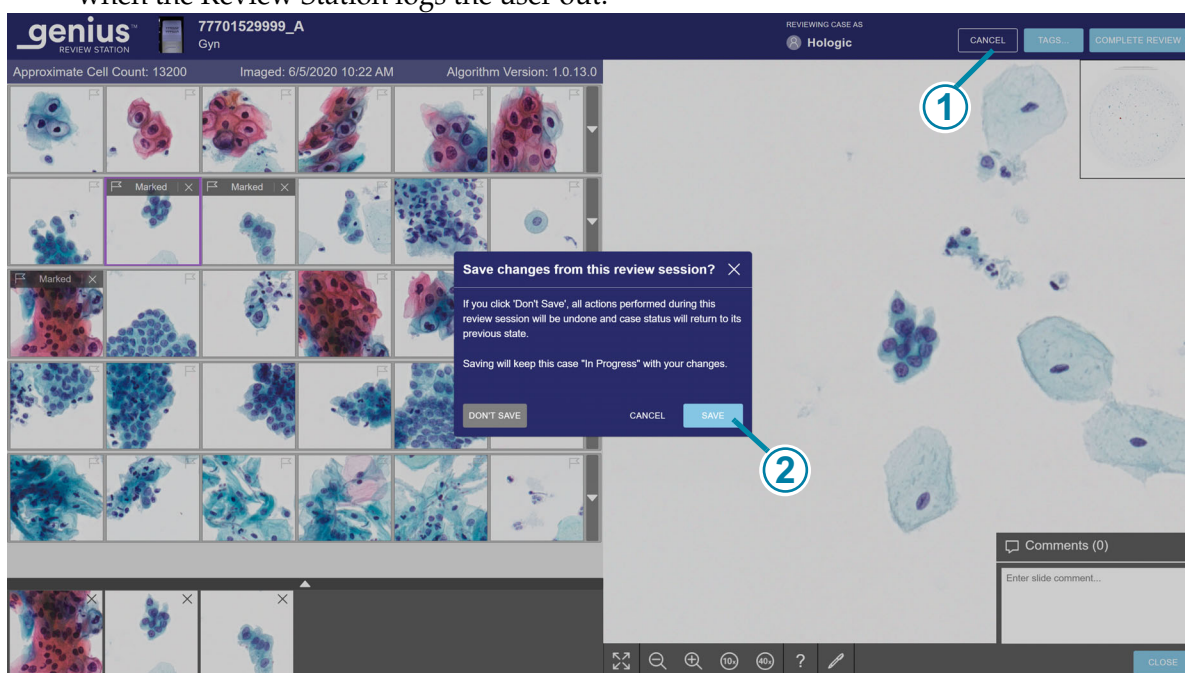 when the Review Station logs the user out.
genius™
REVIEW STATION
77701529999_A
Gyn
REVIEWING CASE AS
Hologic
CANCEL
TAGS...
COMPLETE REVIEW
Approximate Cell Count: 13200
Imaged: 6/5/2020 10:22 AM
Algorithm Version: 1.0.13.0
1
Marked
Marked
Marked
Save changes from this review session?
If you click 'Don't Save', all actions performed during this
review session will be undone and case status will return to its
previous state.
Saving will keep this case "In Progress" with your changes.
DON'T SAVE
CANCEL
SAVE
2
Comments (0)
Enter slide comment...
10x
40x
?
CLOSE